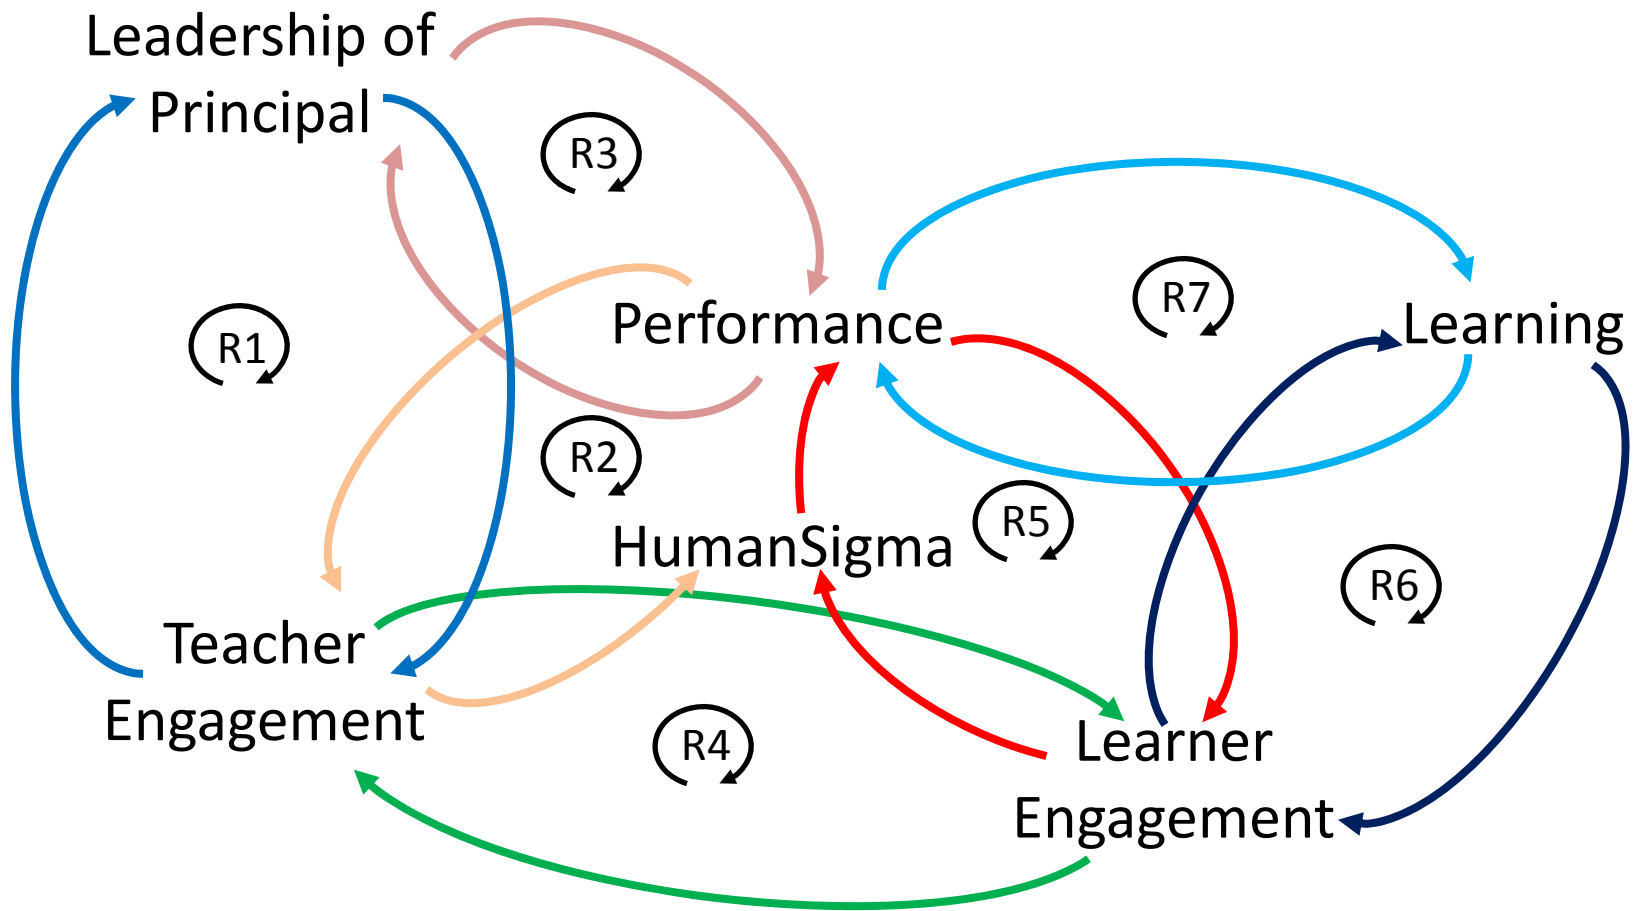 Leadership of
Principal
R3
R7
Performance
Learning
R1
R2
R5
HumanSigma
R6
Teacher
Engagement
R4
Learner
Engagement